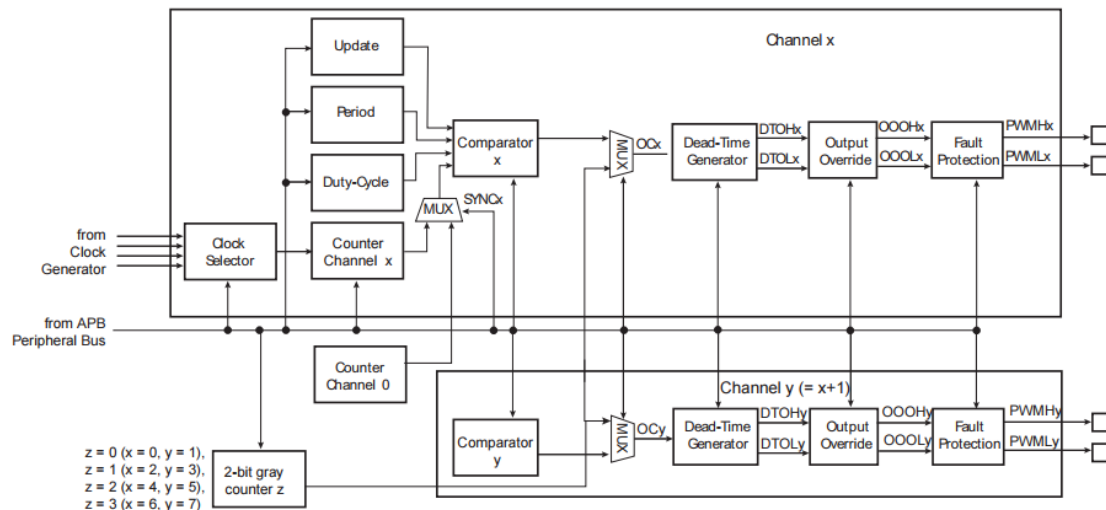 Channel x
Update
Period
Comparator
x
Duty-Cycle
MUX
SYNCx
MUX
OCx
Dead-Time
Generator
DTOHx
DTOLx
Output
Override
OOOHx
OOOLx
Fault
Protection
PWMHx
PWMLx
from
Clock
Generator
Clock
Selector
Counter
Channel x
from APB
Peripheral Bus
Counter
Channel 0
Channel y (= x+1)
Comparator
y
MUX
OCy
Dead-Time
Generator
DTOHy
DTOLy
Output
Override
OOOHy
OOOLy
Fault
Protection
PWMHy
PWMLy
z = 0 (x = 0, y = 1),
z = 1 (x = 2, y = 3),
z = 2 (x = 4, y = 5),
z = 3 (x = 6, y = 7)
2-bit gray
counter z